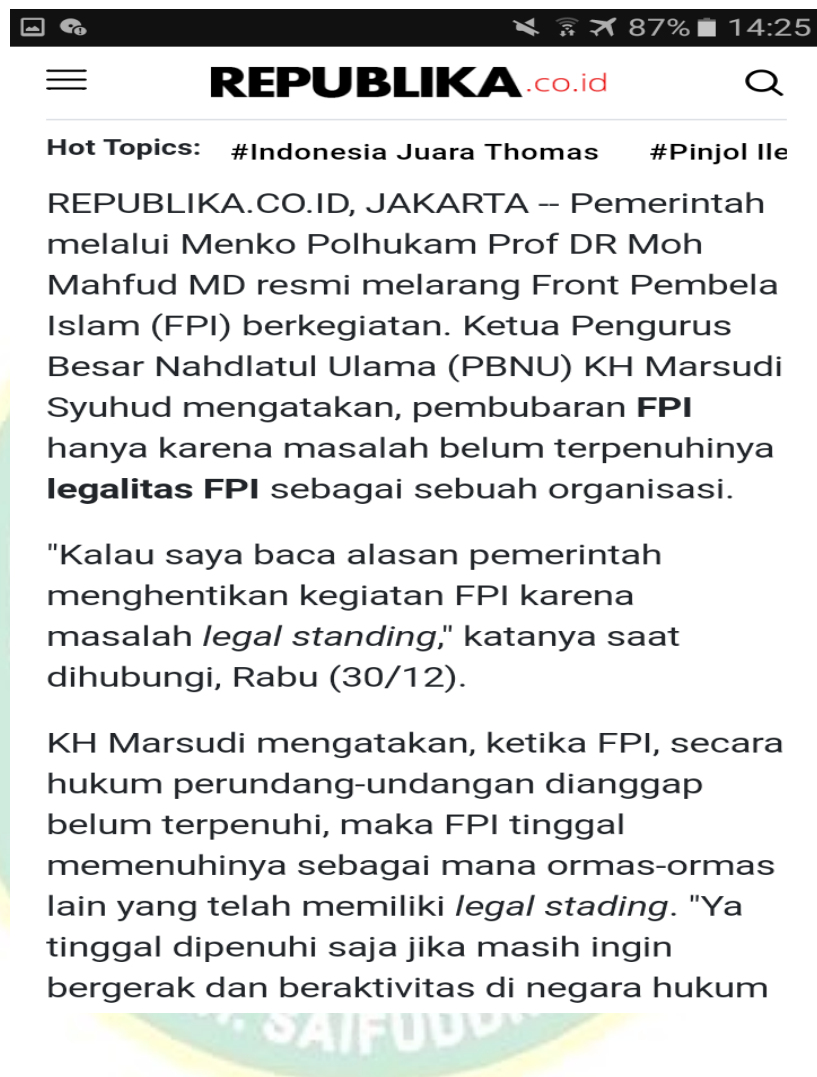 87% 14:25
REPUBLIKA.co.id
Hot Topics: #Indonesia Juara Thomas #Pinjol Ile
REPUBLIKA.CO.ID, JAKARTA -- Pemerintah
melalui Menko Polhukam Prof DR Moh
Mahfud MD resmi melarang Front Pembela
Islam (FPI) berkegiatan. Ketua Pengurus
Besar Nahdlatul Ulama (PBNU) KH Marsudi
Syuhud mengatakan, pembubaran FPI
hanya karena masalah belum terpenuhinya
legalitas FPI sebagai sebuah organisasi.
"Kalau saya baca alasan pemerintah
menghentikan kegiatan FPI karena
masalah legal standing," katanya saat
dihubungi, Rabu (30/12).
KH Marsudi mengatakan, ketika FPI, secara
hukum perundang-undangan dianggap
belum terpenuhi, maka FPI tinggal
memenuhinya sebagai mana ormas-ormas
lain yang telah memiliki legal stading. "Ya
tinggal dipenuhi saja jika masih ingin
bergerak dan beraktivitas di negara hukum